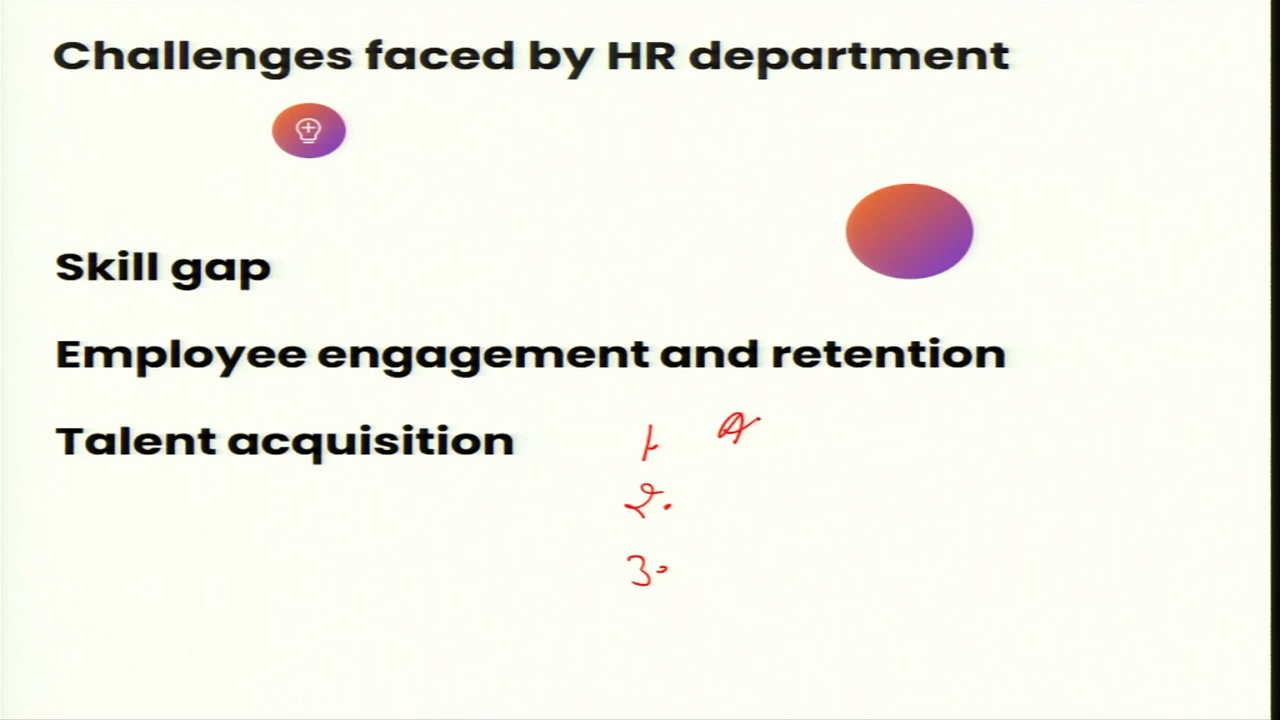 Challenges faced by HR department
Skill gap
Employee engagement and retention
Talent acquisition
1
2.
3.